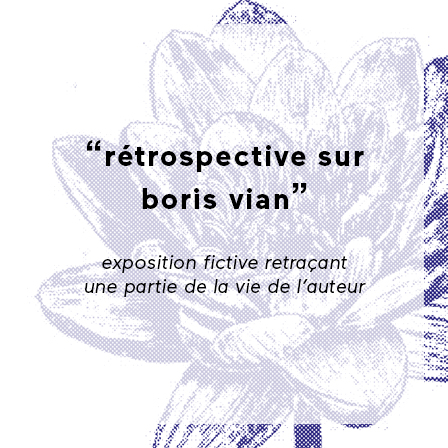 “rétrospective sur
boris vian”
exposition fictive retraçant
une partie de la vie de l’auteur